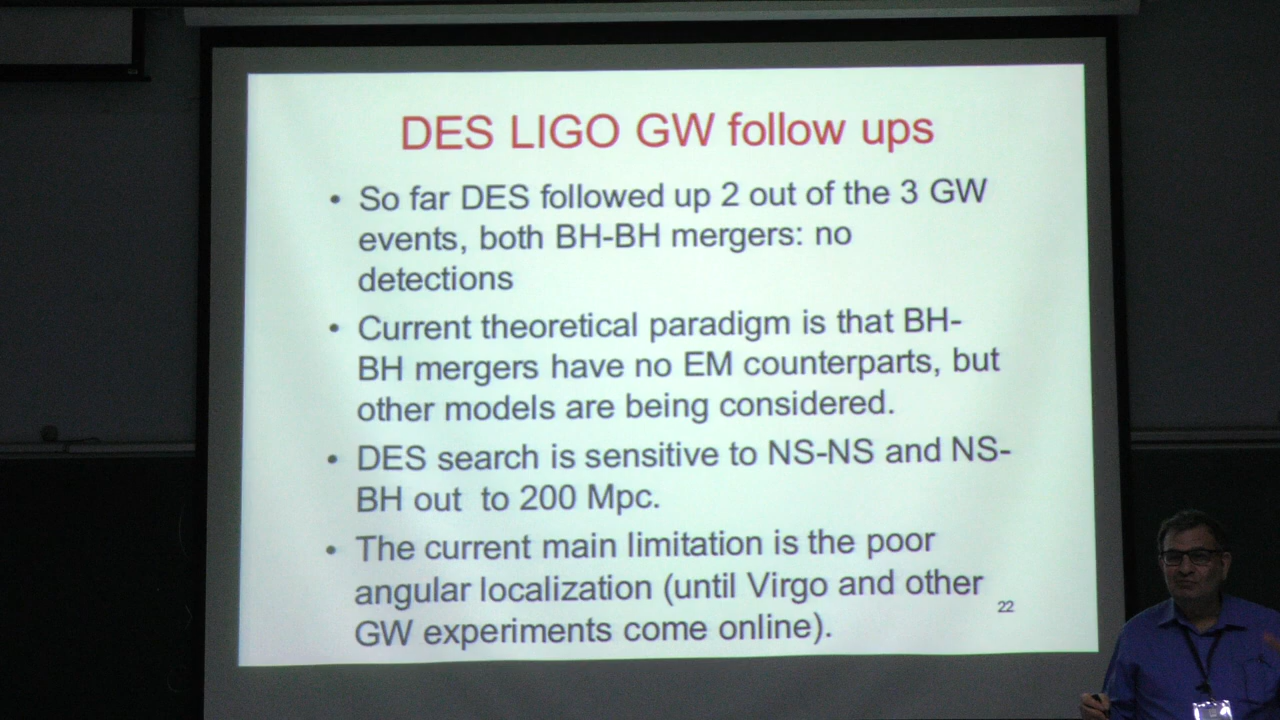 DES LIGO GW follow ups
• So far DES followed up 2 out of the 3 GW
events, both BH-BH mergers: no
detections
• Current theoretical paradigm is that BH-
BH mergers have no EM counterparts, but
other models are being considered.
• DES search is sensitive to NS-NS and NS-
BH out  to 200 Mpc.
• The current main limitation is the poor
angular localization (until Virgo and other
GW experiments come online).
22